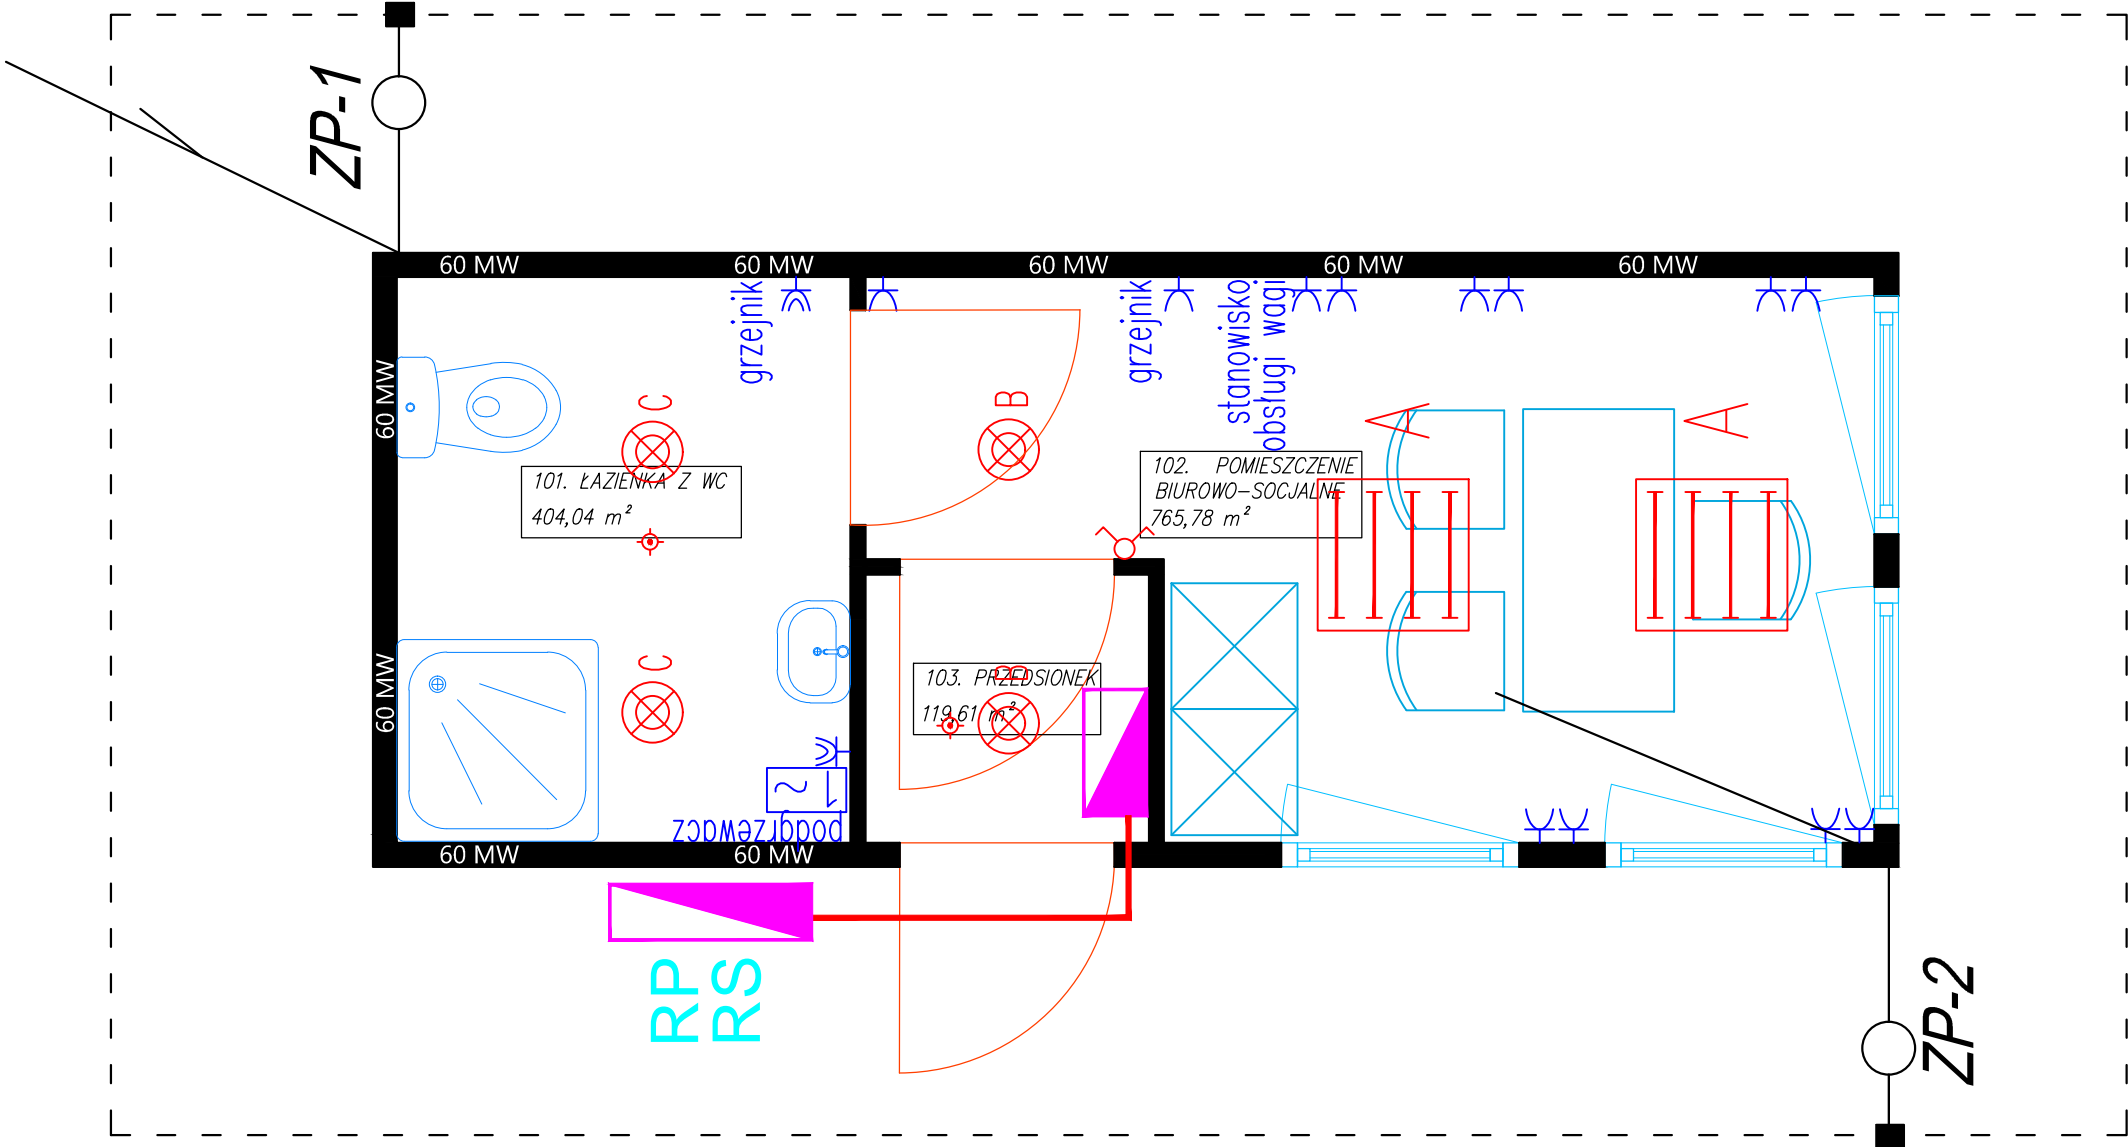 ZP-1
60 MW
60 MW
60 MW
60 MW
60 MW
60 MW
60 MW
grzejnik
grzejnik
stanowisko
obsługi wagi
C
B
A
A
101. ŁAZIENKA Z WC
404,04 m²
102. POMIESZCZENIE
BIUROWO-SOCJALNE
765,78 m²
C
B
103. PRZEDSIONEK
119,61 m²
1~
podgrzewacz
60 MW
60 MW
RP
RS
ZP-2